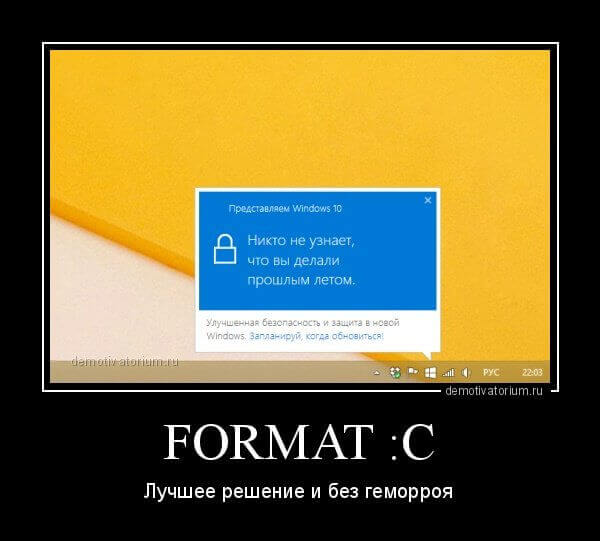 Представляем Windows 10
Никто не узнает,
что вы делали
прошлым летом.
Улучшенная безопасность и защита в новой
Windows. Запланируй, когда обновиться!
demotivatorium.ru
РУС
22:03
demotivatorium.ru
FORMAT :C
Лучшее решение и без геморроя